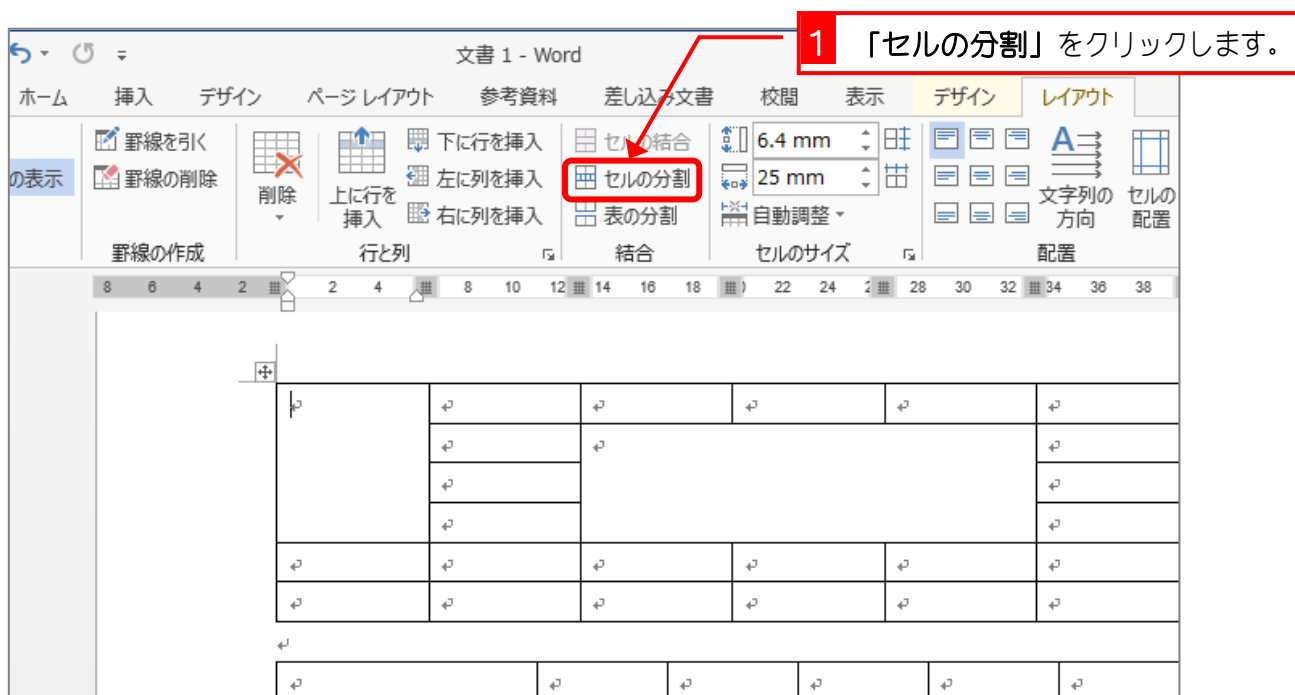 1 「セルの分割」をクリックします。
文書 1 - Word
ホーム 挿入 デザイン ページ レイアウト 参考資料 差し込み文書 校閲 表示 デザイン レイアウト
罫線を引く 下に行を挿入 セルの結合 6.4 mm
の表示 罫線の削除 削除 上に行を挿入 左に列を挿入 セルの分割 25 mm 文字列の方向 セルの配置
右に列を挿入 表の分割 自動調整
罫線の作成 行と列 結合 セルのサイズ 配置
8 6 4 2 2 4 8 10 12 14 16 18 22 24 2 28 30 32 34 36 38